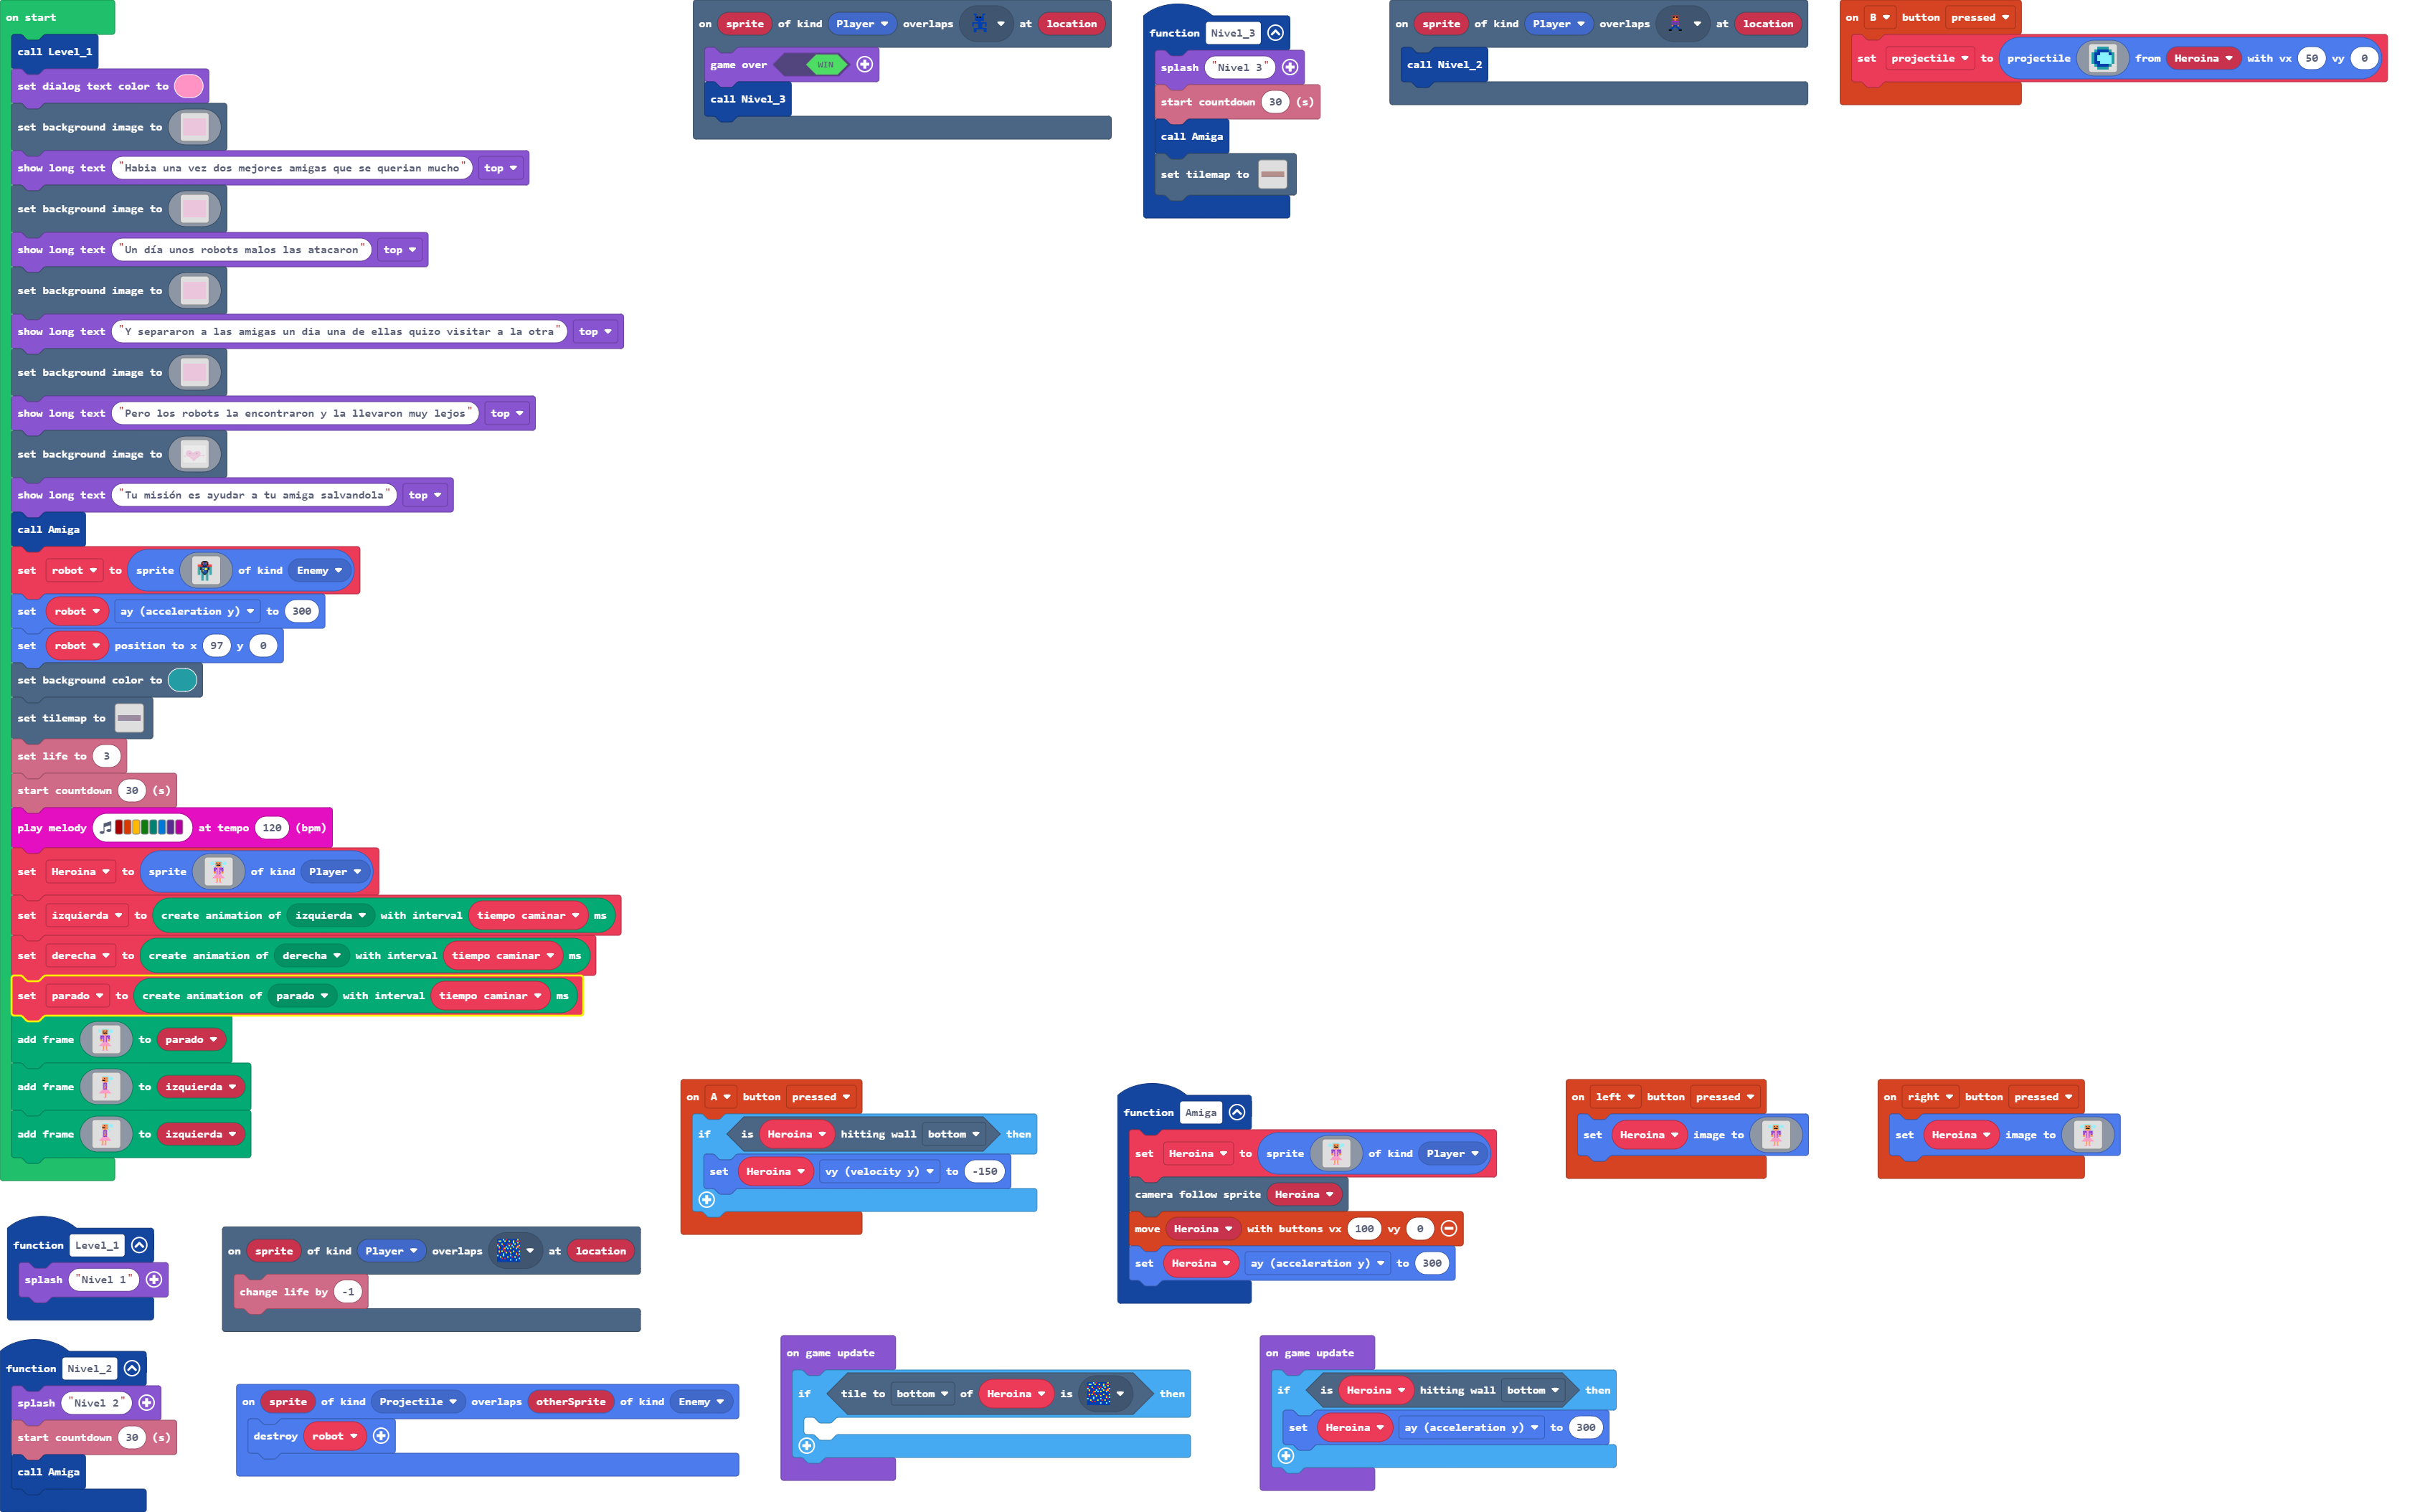 on start
call Level_1
set dialog text color to
set background image to
show long text "Habia una vez dos mejores amigas que se querian mucho" top
set background image to
show long text "Un día unos robots malos las atacaron" top
set background image to
show long text "Y separaron a las amigas un dia una de ellas quizo visitar a la otra" top
set background image to
show long text "Pero los robots la encontraron y la llevaron muy lejos" top
set background image to
show long text "Tu misión es ayudar a tu amiga salvandola" top
call Amiga
set robot to sprite of kind Enemy
set robot ay (acceleration y) to 300
set robot position to x 97 y 0
set background color to
set tilemap to
set life to 3
start countdown 30 (s)
play melody at tempo 120 (bpm)
set Heroina to sprite of kind Player
set izquierda to create animation of izquierda with interval tiempo caminar ms
set derecha to create animation of derecha with interval tiempo caminar ms
set parado to create animation of parado with interval tiempo caminar ms
add frame to parado
add frame to izquierda
add frame to izquierda
on sprite of kind Player overlaps at location
game over WIN
call Nivel_3
function Nivel_3
splash "Nivel 3"
start countdown 30 (s)
call Amiga
set tilemap to
on sprite of kind Player overlaps at location
call Nivel_2
on B button pressed
set projectile to projectile from Heroina with vx 50 vy 0
on A button pressed
if is Heroina hitting wall bottom then
set Heroina vy (velocity y) to -150
function Amiga
set Heroina to sprite of kind Player
camera follow sprite Heroina
move Heroina with buttons vx 100 vy 0
set Heroina ay (acceleration y) to 300
on left button pressed
set Heroina image to
on right button pressed
set Heroina image to
function Level_1
splash "Nivel 1"
on sprite of kind Player overlaps at location
change life by -1
function Nivel_2
splash "Nivel 2"
start countdown 30 (s)
call Amiga
on sprite of kind Projectile overlaps otherSprite of kind Enemy
destroy robot
on game update
if tile to bottom of Heroina is then
on game update
if is Heroina hitting wall bottom then
set Heroina ay (acceleration y) to 300